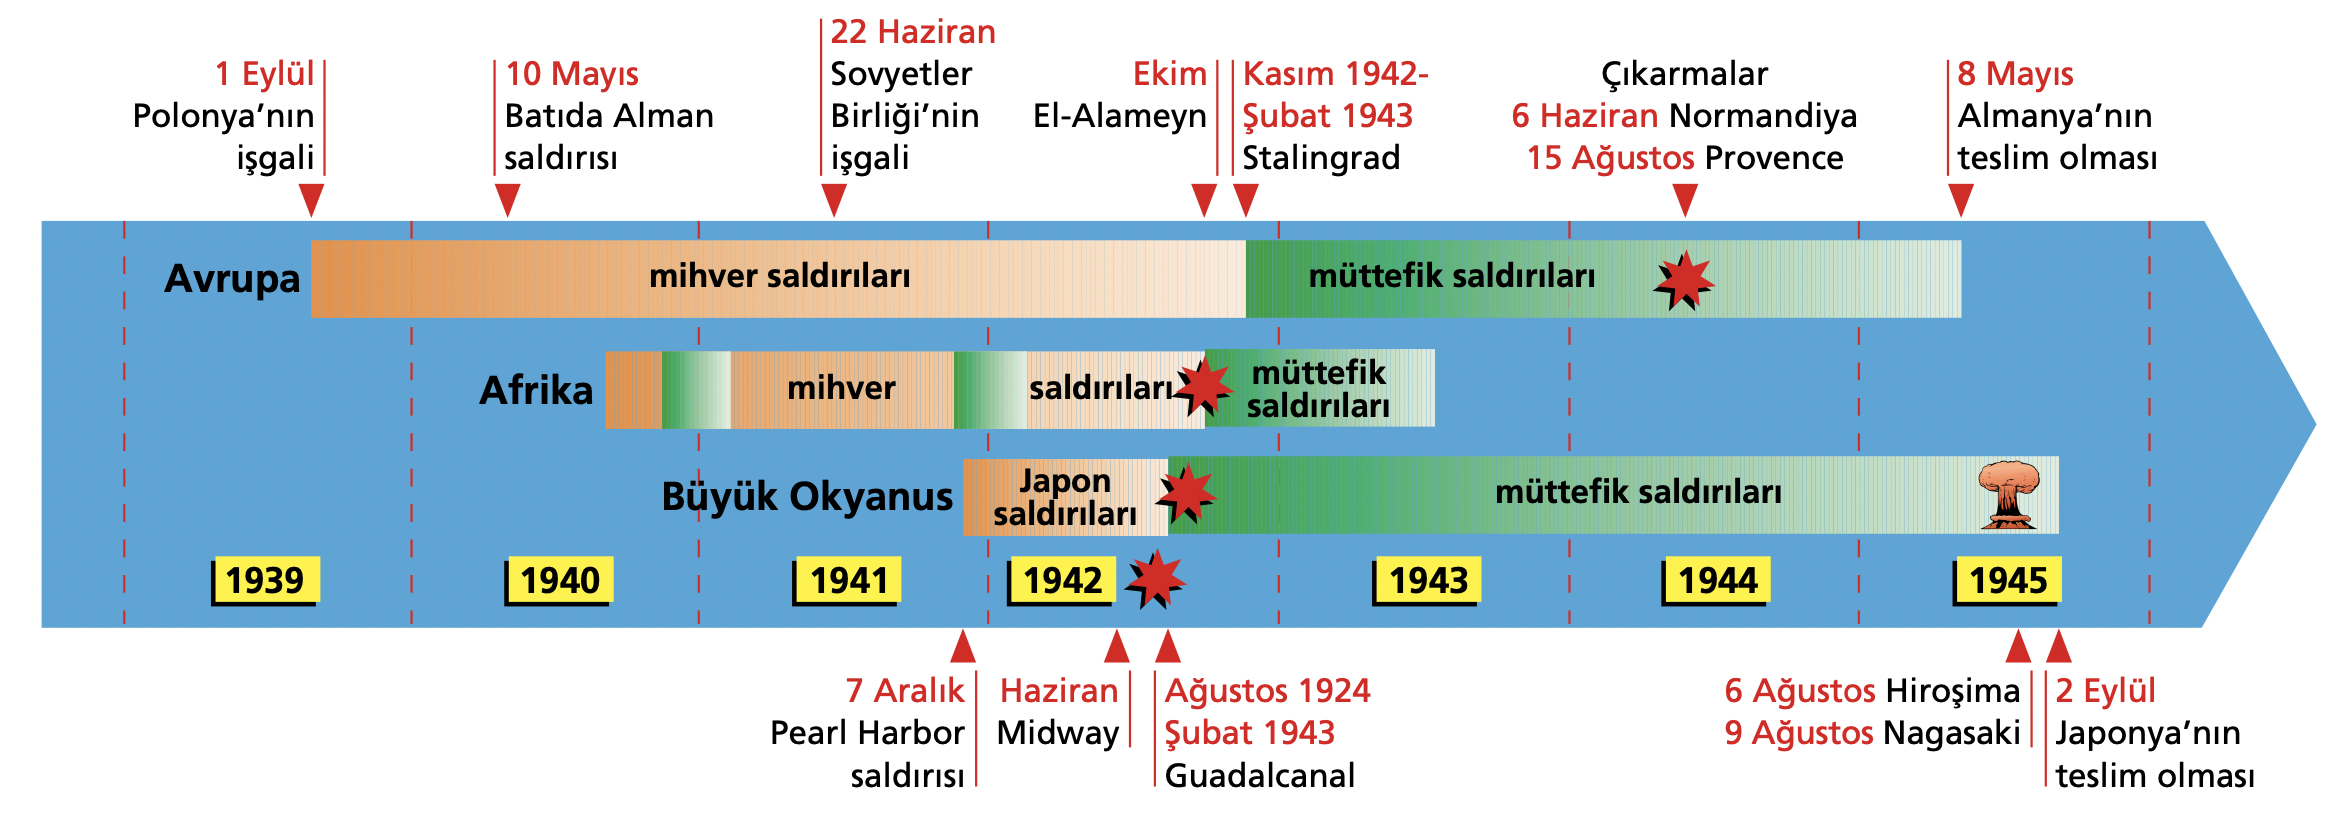 1 Eylül
Polonya’nın
işgali
10 Mayıs
Batıda Alman
saldırısı
22 Haziran
Sovyetler
Birliği’nin
işgali
Ekim
El-Alameyn
Kasım 1942-
Şubat 1943
Stalingrad
Çıkarmalar
6 Haziran Normandiya
15 Ağustos Provence
8 Mayıs
Almanya’nın
teslim olması
Avrupa
mihver saldırıları
müttefik saldırıları
Afrika
mihver
saldırıları
müttefik
saldırıları
Büyük Okyanus
Japon
saldırıları
müttefik saldırıları
1939
1940
1941
1942
1943
1944
1945
7 Aralık
Pearl Harbor
saldırısı
Haziran
Midway
Ağustos 1924
Şubat 1943
Guadalcanal
6 Ağustos Hiroşima
9 Ağustos Nagasaki
2 Eylül
Japonya’nın
teslim olması